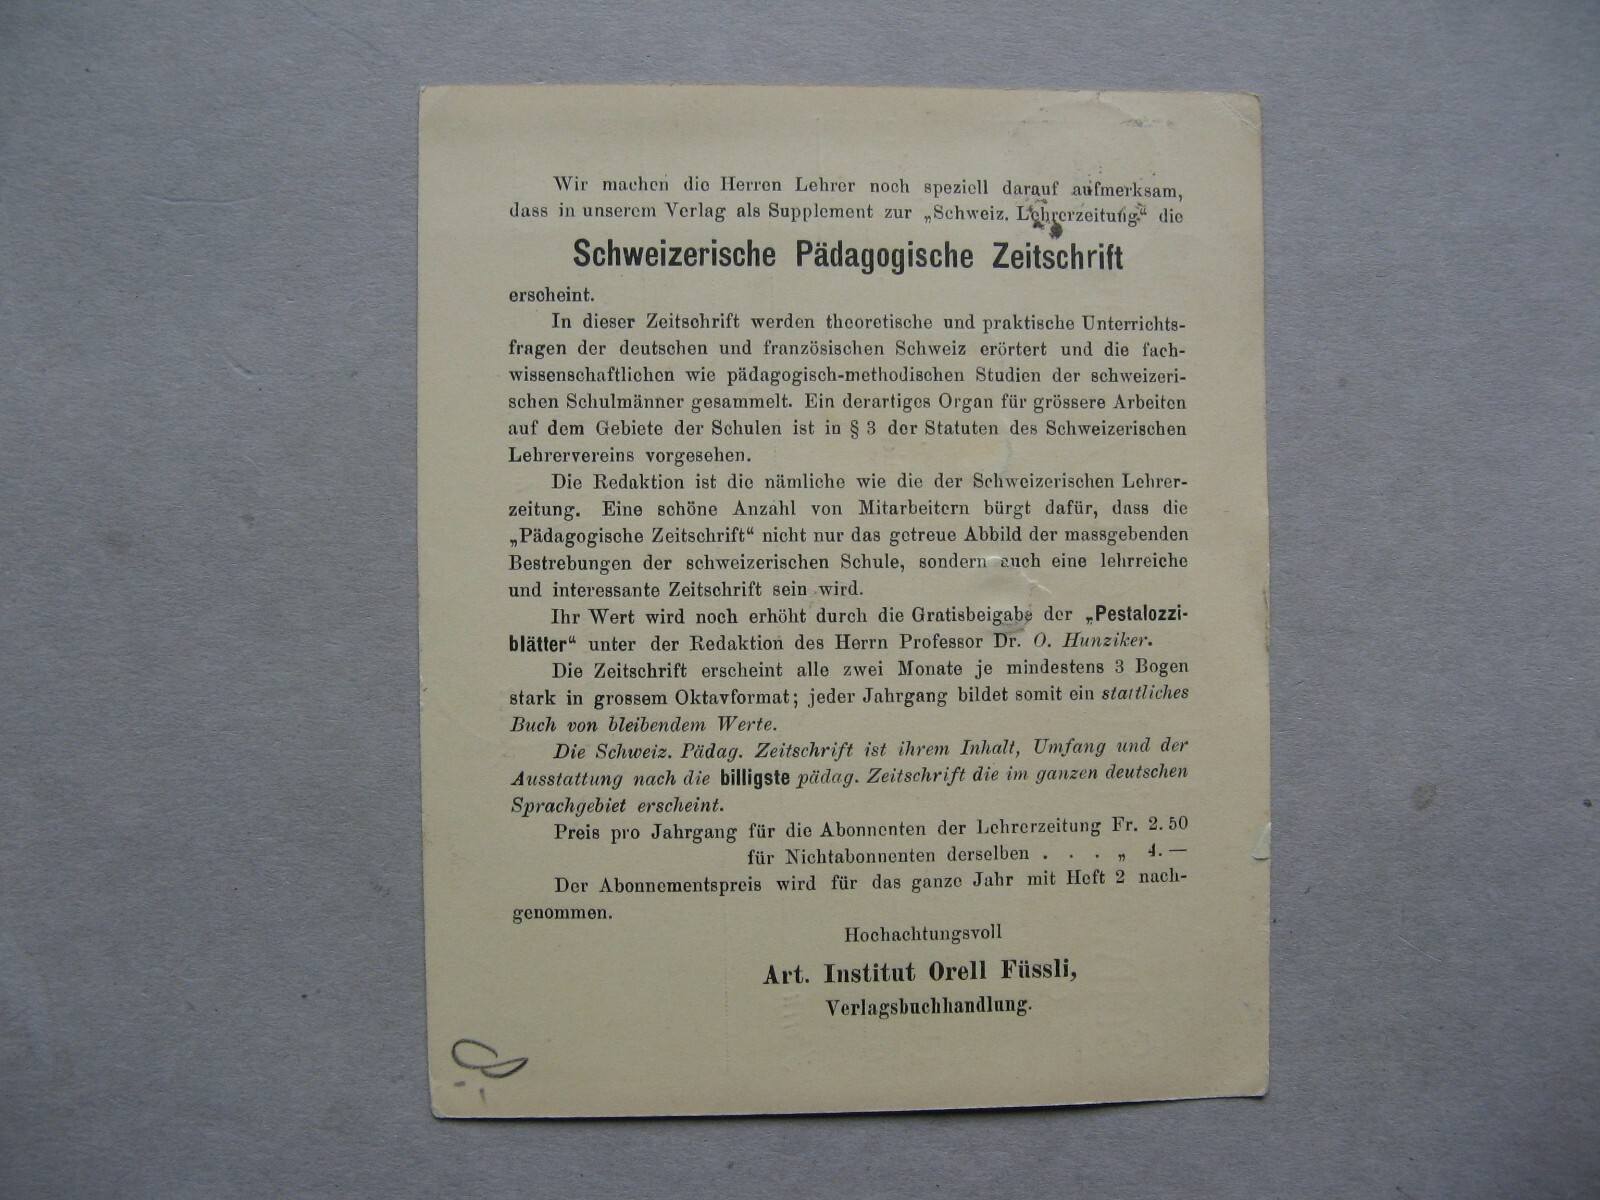 Wir machen die Herren Lehrer noch speziell darauf aufmerksam,
dass in unserem Verlag als Supplement zur „Schweiz. Lehrerzeitung“ die
Schweizerische Pädagogische Zeitschrift
erscheint.
In dieser Zeitschrift werden theoretische und praktische Unterrichts-
fragen der deutschen und französischen Schweiz erörtert und die fach-
wissenschaftlichen wie pädagogisch-methodischen Studien der schweizeri-
schen Schulmänner gesammelt. Ein derartiges Organ für grössere Arbeiten
auf dem Gebiete der Schulen ist in § 3 der Statuten des Schweizerischen
Lehrervereins vorgesehen.
Die Redaktion ist die nämliche wie die der Schweizerischen Lehrer-
zeitung. Eine schöne Anzahl von Mitarbeitern bürgt dafür, dass die
„Pädagogische Zeitschrift“ nicht nur das getreue Abbild der massgebenden
Bestrebungen der schweizerischen Schule, sondern auch eine lehrreiche
und interessante Zeitschrift sein wird.
Ihr Wert wird noch erhöht durch die Gratisbeigabe der „Pestalozzi-
blätter“ unter der Redaktion des Herrn Professor Dr. O. Hunziker.
Die Zeitschrift erscheint alle zwei Monate je mindestens 3 Bogen
stark in grossem Oktavformat; jeder Jahrgang bildet somit ein stattliches
Buch von bleibendem Werte.
Die Schweiz. Pädag. Zeitschrift ist ihrem Inhalt, Umfang und der
Ausstattung nach die billigste pädag. Zeitschrift die im ganzen deutschen
Sprachgebiet erscheint.
Preis pro Jahrgang für die Abonnenten der Lehrerzeitung Fr. 2.50
für Nichtabonnenten derselben . . . „ 4. —
Der Abonnementspreis wird für das ganze Jahr mit Heft 2 nach-
genommen.
Hochachtungsvoll
Art. Institut Orell Füssli,
Verlagsbuchhandlung.